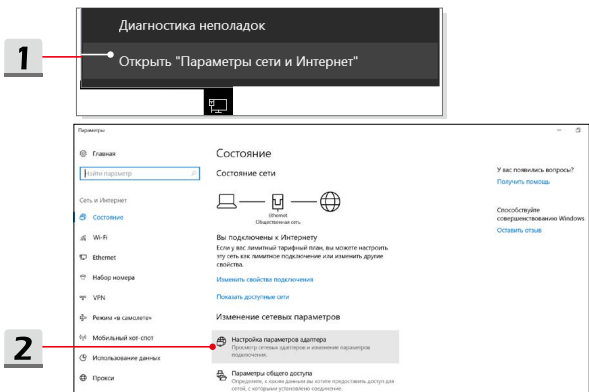 Диагностика неполадок
1
Открыть "Параметры сети и Интернет"
Параметры
Главная
Найти параметр
Сеть и Интернет
Состояние
Wi-Fi
Ethernet
Набор номера
VPN
Режим «в самолете»
Мобильный хот-спот
Использование данных
Прокси
Состояние
Состояние сети
Ethernet
Общественная сеть
Вы подключены к Интернету
Если у вас лимитный тарифный план, вы можете настроить
эту сеть как лимитное подключение или изменить другие
свойства.
Изменить свойства подключения
Показать доступные сети
Изменение сетевых параметров
2
Настройка параметров адаптера
Просмотр сетевых адаптеров и изменение параметров
подключения.
Параметры общего доступа
Определите, к каким данным вы хотите предоставить доступ для
сетей, с которыми установлено соединение.
У вас появились вопросы?
Получить помощь
Способствуйте
совершенствованию Windows
Оставить отзыв